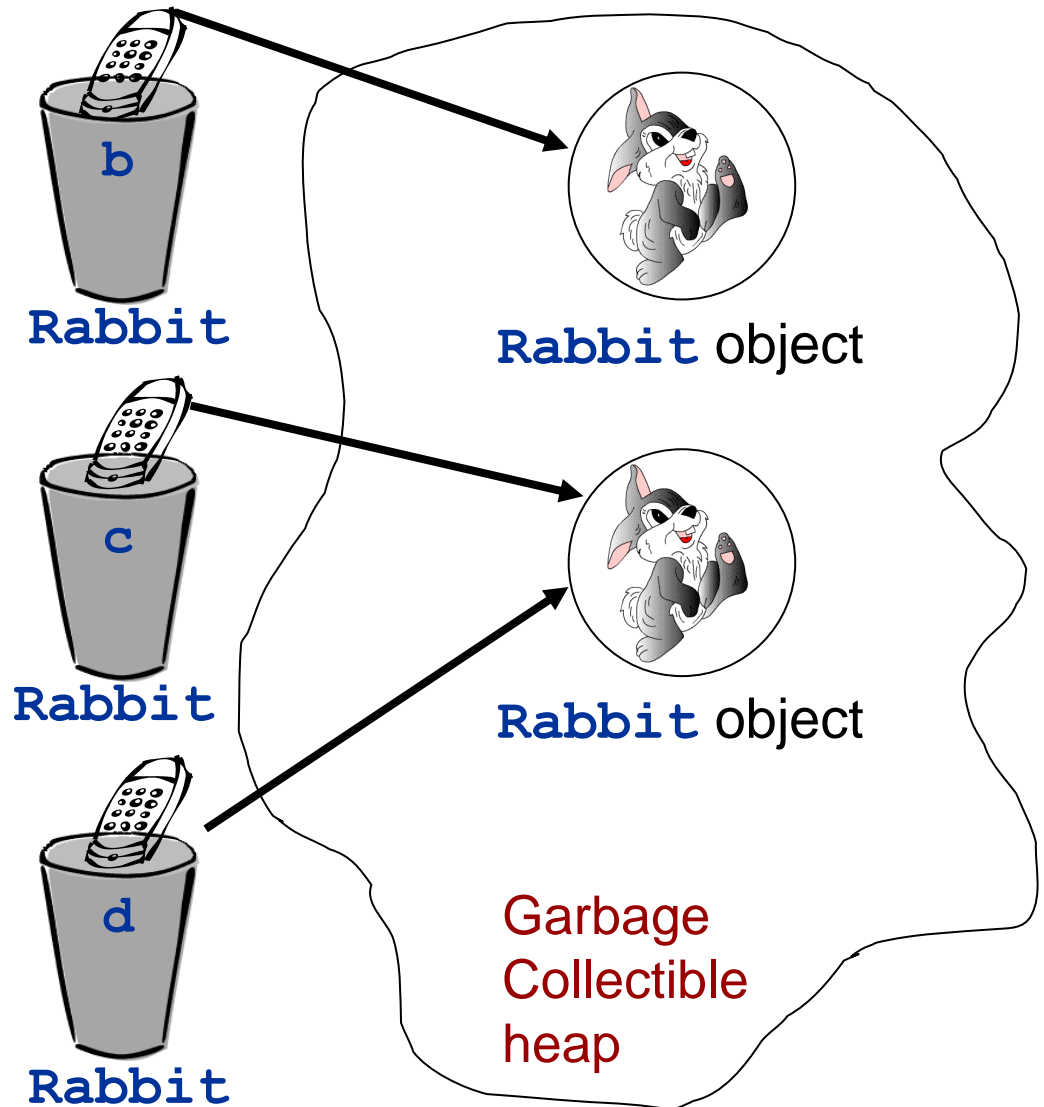 b
Rabbit
Rabbit object
c
Rabbit
Rabbit object
d
Rabbit
Garbage
Collectible
heap